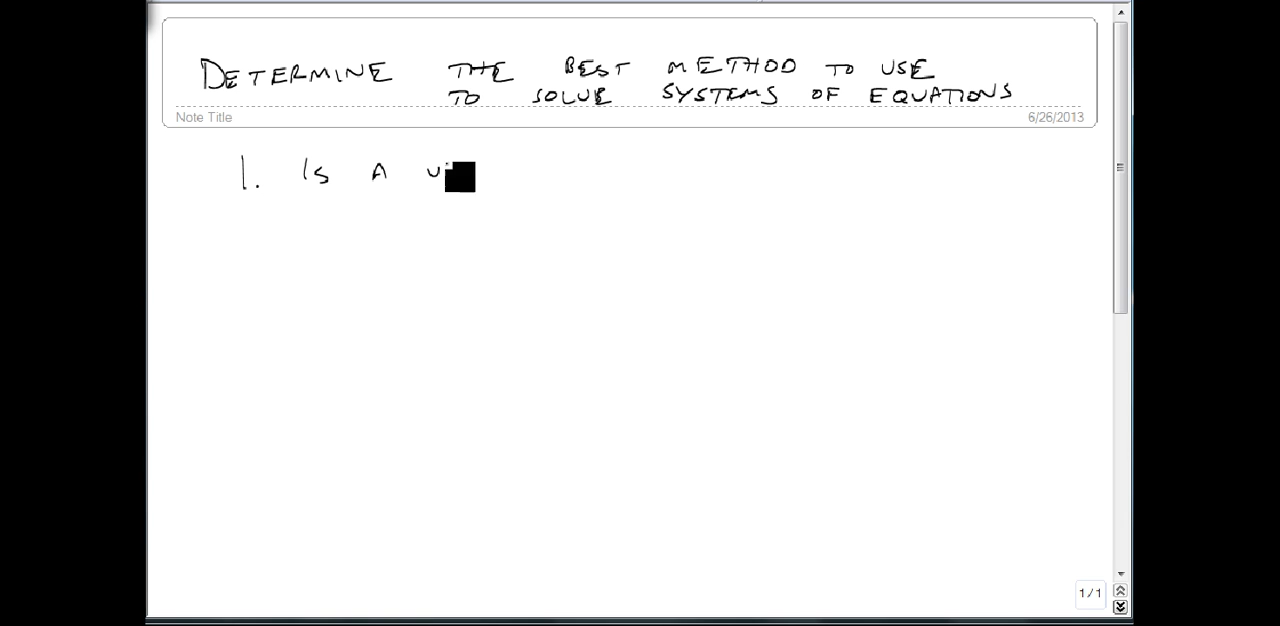 DETERMINE THE BEST METHOD TO USE
TO SOLVE SYSTEMS OF EQUATIONS
Note Title
6/26/2013
1. Is A
1/1